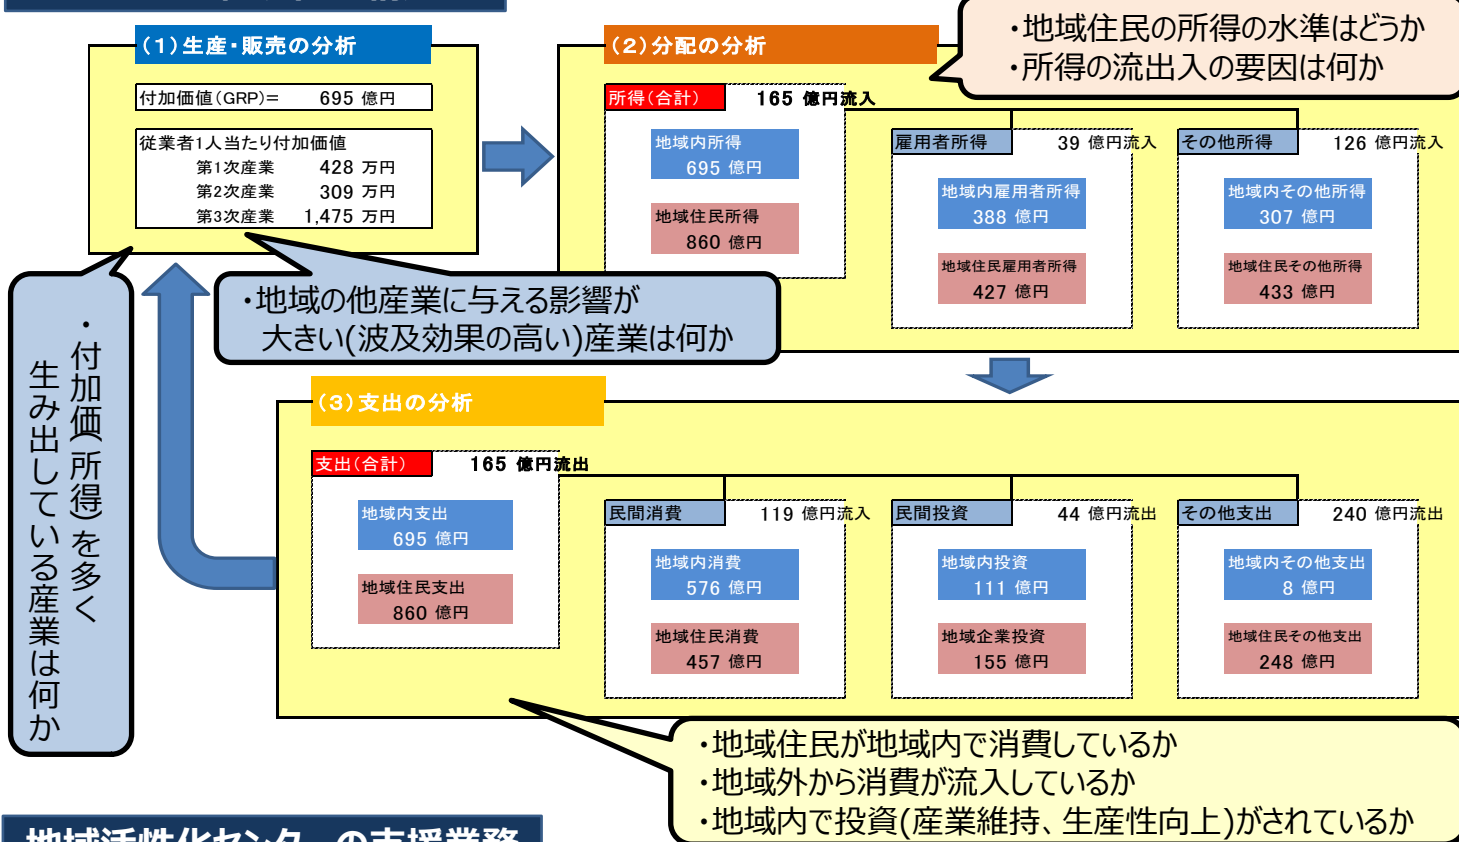 (1)生産・販売の分析
付加価値(GRP)= 695 億円
従業者1人当たり付加価値
第1次産業 428 万円
第2次産業 309 万円
第3次産業 1,475 万円
(2)分配の分析
・地域住民の所得の水準はどうか
・所得の流出入の要因は何か
所得(合計) 165 億円流入
地域内所得
695 億円
地域住民所得
860 億円
雇用者所得 39 億円流入
地域内雇用者所得
388 億円
地域住民雇用者所得
427 億円
その他所得 126 億円流入
地域内その他所得
307 億円
地域住民その他所得
433 億円
・地域の他産業に与える影響が
大きい(波及効果の高い)産業は何か
・付加価(所得)を多く
生み出している産業は何か
(3)支出の分析
支出(合計) 165 億円流出
地域内支出
695 億円
地域住民支出
860 億円
民間消費 119 億円流入
地域内消費
576 億円
地域住民消費
457 億円
民間投資 44 億円流出
地域内投資
111 億円
地域企業投資
155 億円
その他支出 240 億円流出
地域内その他支出
8 億円
地域住民その他支出
248 億円
・地域住民が地域内で消費しているか
・地域外から消費が流入しているか
・地域内で投資(産業維持、生産性向上)がされているか
地域活性化センターの支援業務